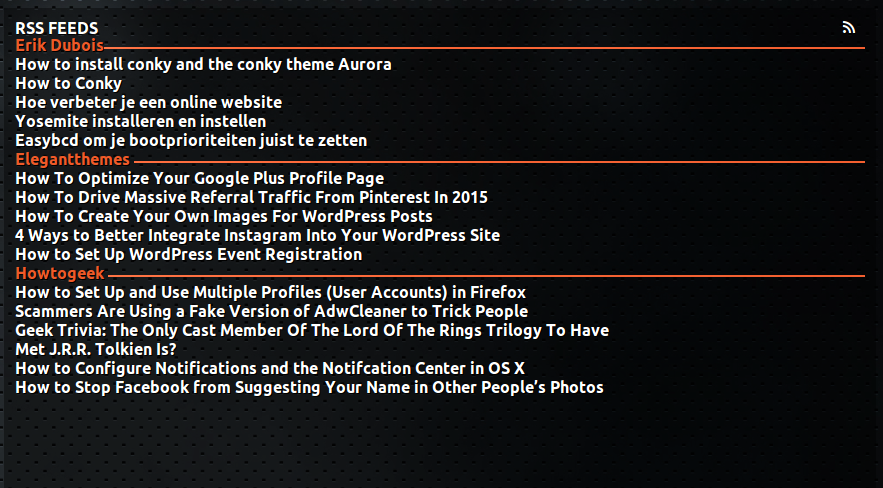 RSS FEEDS
Erik Dubois
How to install conky and the conky theme Aurora
How to Conky
Hoe verbeter je een online website
Yosemite installeren en instellen
Easybcd om je bootprioriteiten juist te zetten
Elegantthemes
How To Optimize Your Google Plus Profile Page
How To Drive Massive Referral Traffic From Pinterest In 2015
How To Create Your Own Images For WordPress Posts
4 Ways to Better Integrate Instagram Into Your WordPress Site
How to Set Up WordPress Event Registration
Howtogeek
How to Set Up and Use Multiple Profiles (User Accounts) in Firefox
Scammers Are Using a Fake Version of AdwCleaner to Trick People
Geek Trivia: The Only Cast Member Of The Lord Of The Rings Trilogy To Have
Met J.R.R. Tolkien Is?
How to Configure Notifications and the Notifcation Center in OS X
How to Stop Facebook from Suggesting Your Name in Other People’s Photos